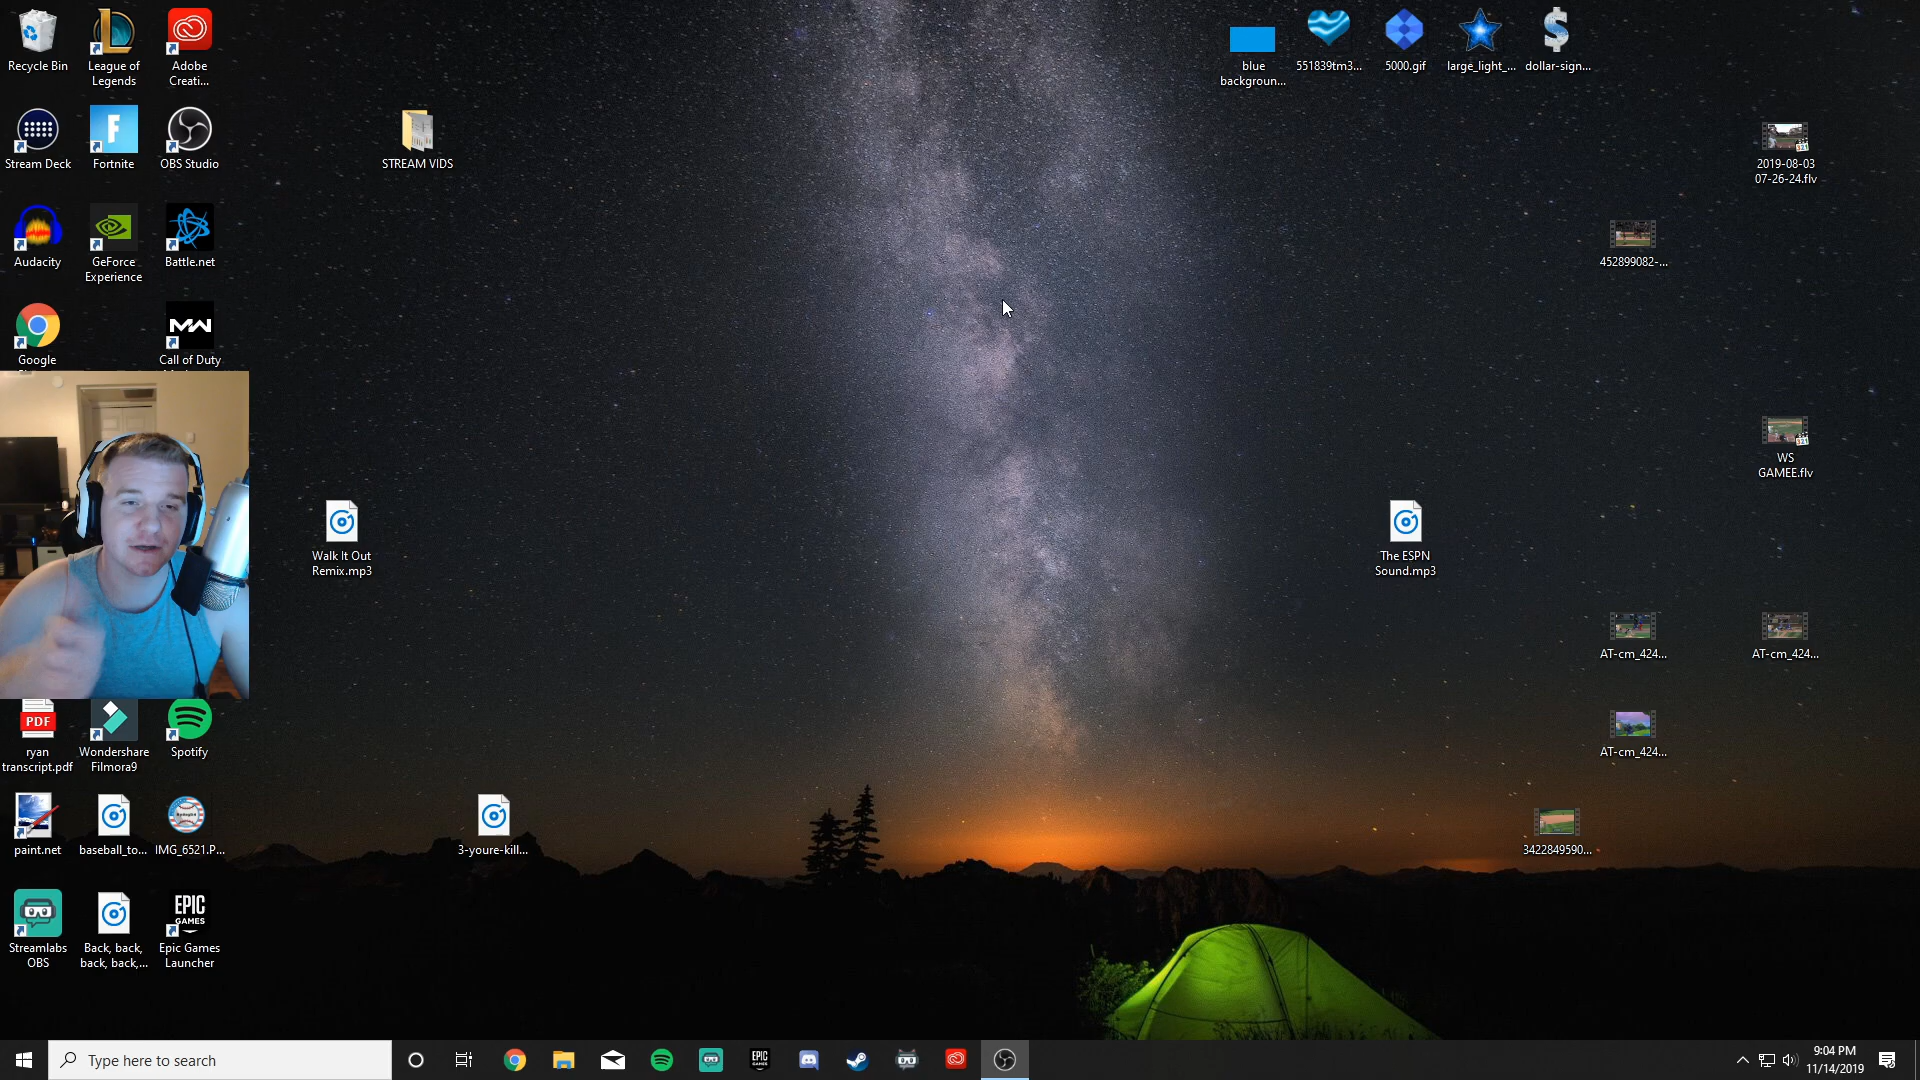 Recycle Bin
League of
Legends
Adobe
Creati...
blue
backgroun...
551839tm3...
5000.gif
large_light_...
dollar-sign...
Stream Deck
Fortnite
OBS Studio
STREAM VIDS
2019-08-03
07-26-24.flv
Audacity
GeForce
Experience
Battle.net
452899082-...
MW
Google
Call of Duty
WS
GAMEE.flv
Walk It Out
Remix.mp3
The ESPN
Sound.mp3
AT-cm_424...
AT-cm_424...
PDF
ryan
transcript.pdf
Wondershare
Filmora9
Spotify
AT-cm_424...
paint.net
baseball_to...
IMG_6521.P...
3-youre-kill...
3422849590...
EPIC
GAMES
Streamlabs
OBS
Back, back,
back, back,...
Epic Games
Launcher
Type here to search
EPIC
9:04 PM
11/14/2019